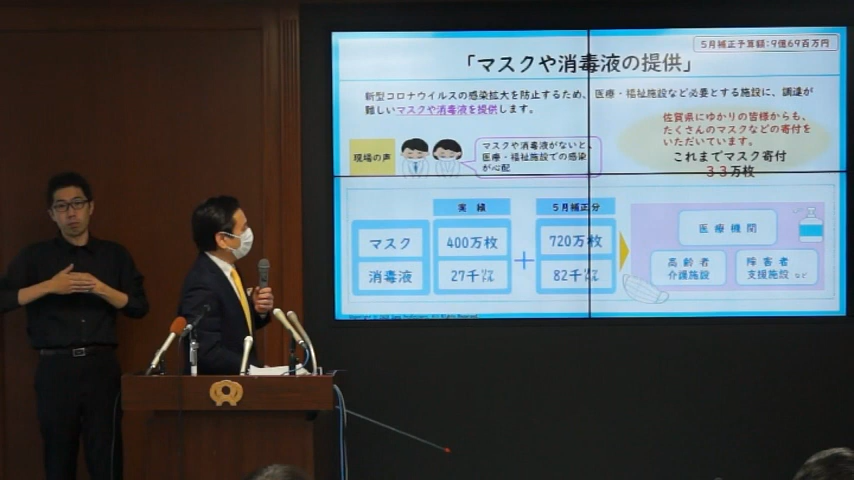 5月補正予算額:9億69百万円
「マスクや消毒液の提供」
新型コロナウイルスの感染拡大を防止するため、医療・福祉施設など必要とする施設に、調達が
難しいマスクや消毒液を提供します。
佐賀県にゆかりの皆様からも、
たくさんのマスクなどの寄付を
いただいています。
これまでマスク寄付
33万枚
現場の声
マスクや消毒液がないと、
医療・福祉施設での感染
が心配
実績
5月補正分
マスク
400万枚
720万枚
消毒液
27千㍑
+
82千㍑
医療機関
高齢者
介護施設
障害者
支援施設 など